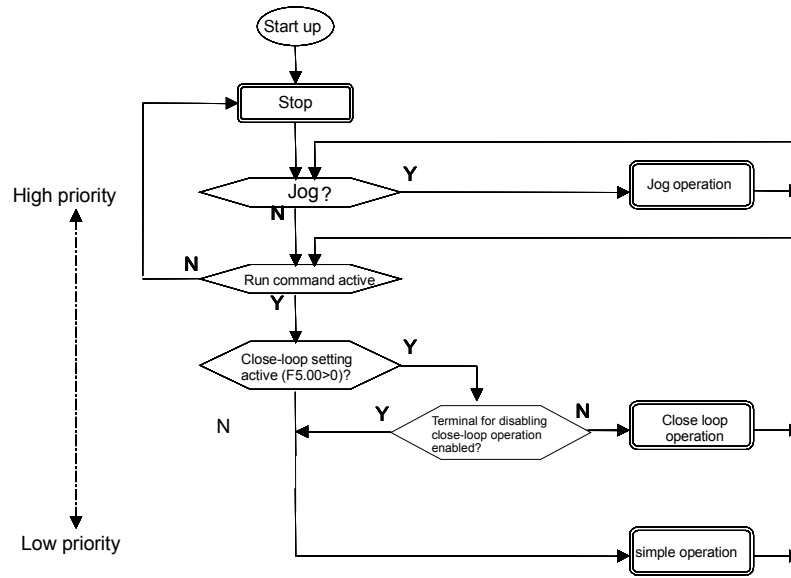 Start up
Stop
High priority
Jog?
Y
Jog operation
N
N
Run command active
Y
Close-loop setting
active (F5.00>0)?
Y
N
Y
Terminal for disabling
close-loop operation
enabled?
N
Close loop
operation
Low priority
simple operation